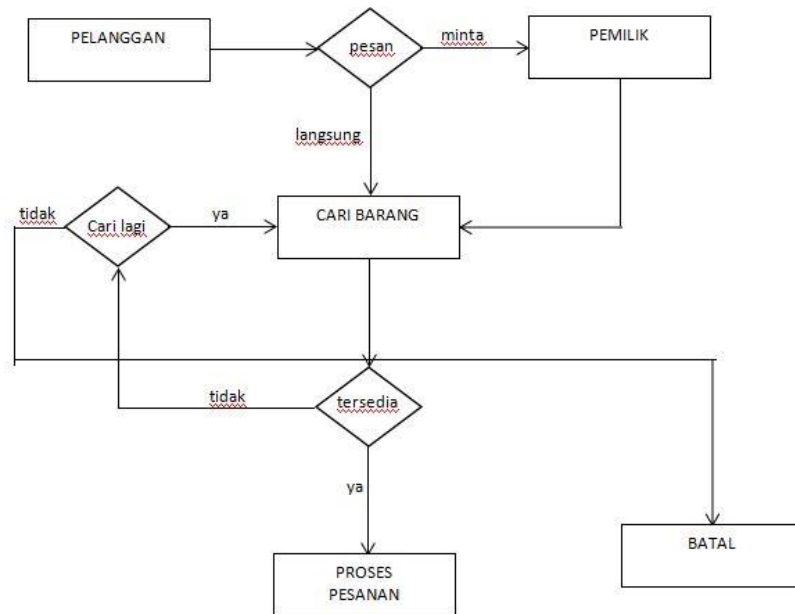 PELANGGAN
pesan
minta
PEMILIK
langsung
tidak
Cari lagi
ya
CARI BARANG
tidak
tersedia
ya
BATAL
PROSES
PESANAN